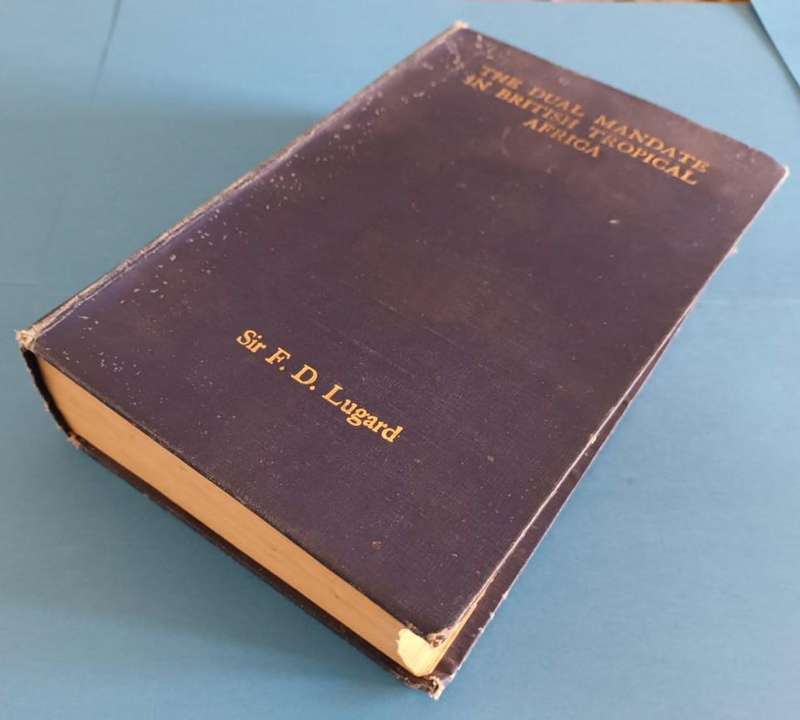 THE DUAL MANDATE
IN BRITISH TROPICAL
AFRICA
Sir F. D. Lugard